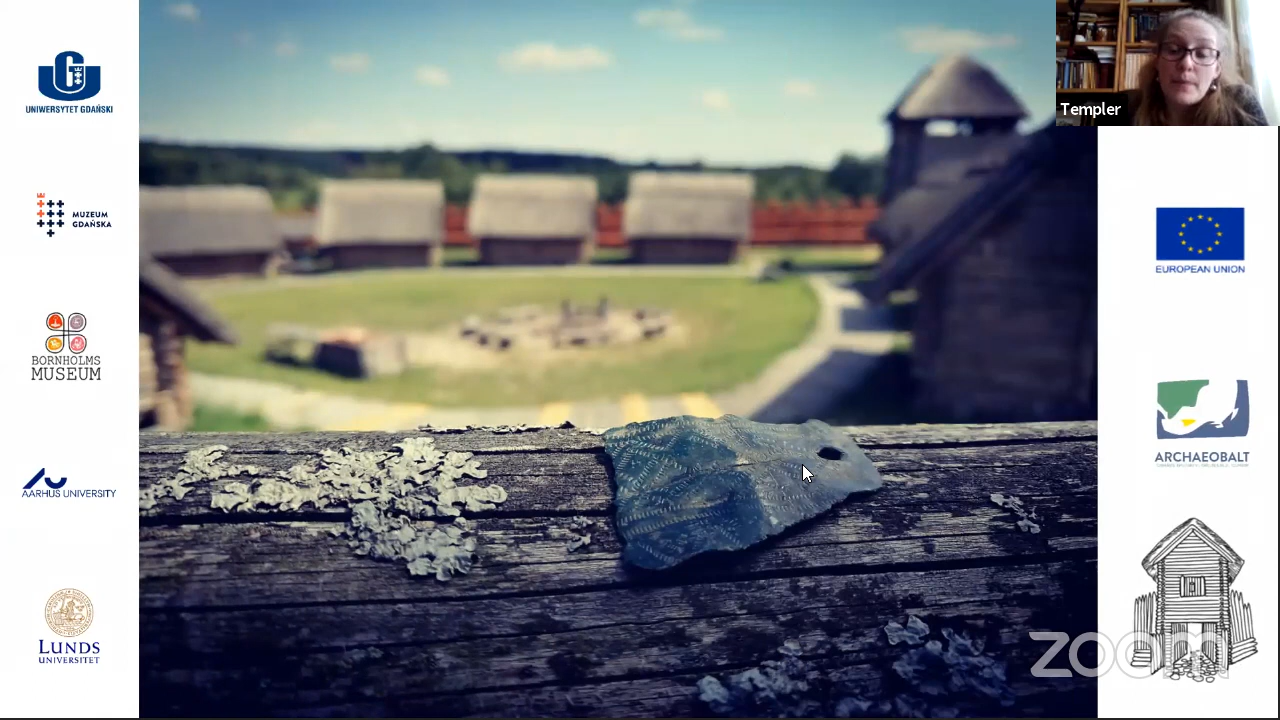 UNIWERSYTET GDAŃSKI
MUZEUM
GDAŃSKA
BORNHOLMS
MUSEUM
AARHUS UNIVERSITY
LUNDS
UNIVERSITET
Templer
EUROPEAN UNION
ARCHAEOBALT
zoom